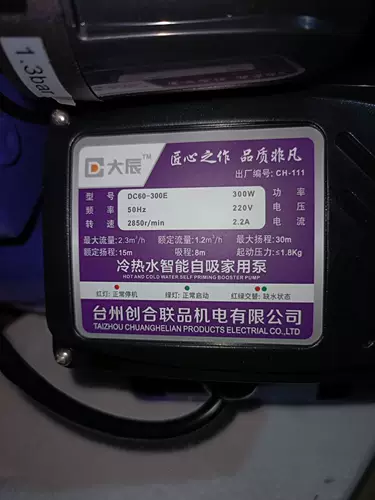 1.3bar
大辰™
匠心之作 品质非凡
出厂编号: CH-111
型号 DC60-300E 300W 功率
频率 50Hz 220V 电压
转速 2850r/min 2.2A 电流
最大流量:2.3m³/h 额定流量:1.2m³/h 最大扬程:30m
额定扬程:15m 吸程:8m 起动压力:≤1.8Kg
冷热水智能自吸家用泵
HOT AND COLD WATER SELF PRIMING BOOSTER PUMP
红灯: 正常停机 绿灯: 正常启动 红绿交替: 缺水状态
台州创合联品机电有限公司
TAIZHOU CHUANGHELIAN PRODUCTS ELECTRIAL CO.,LTD